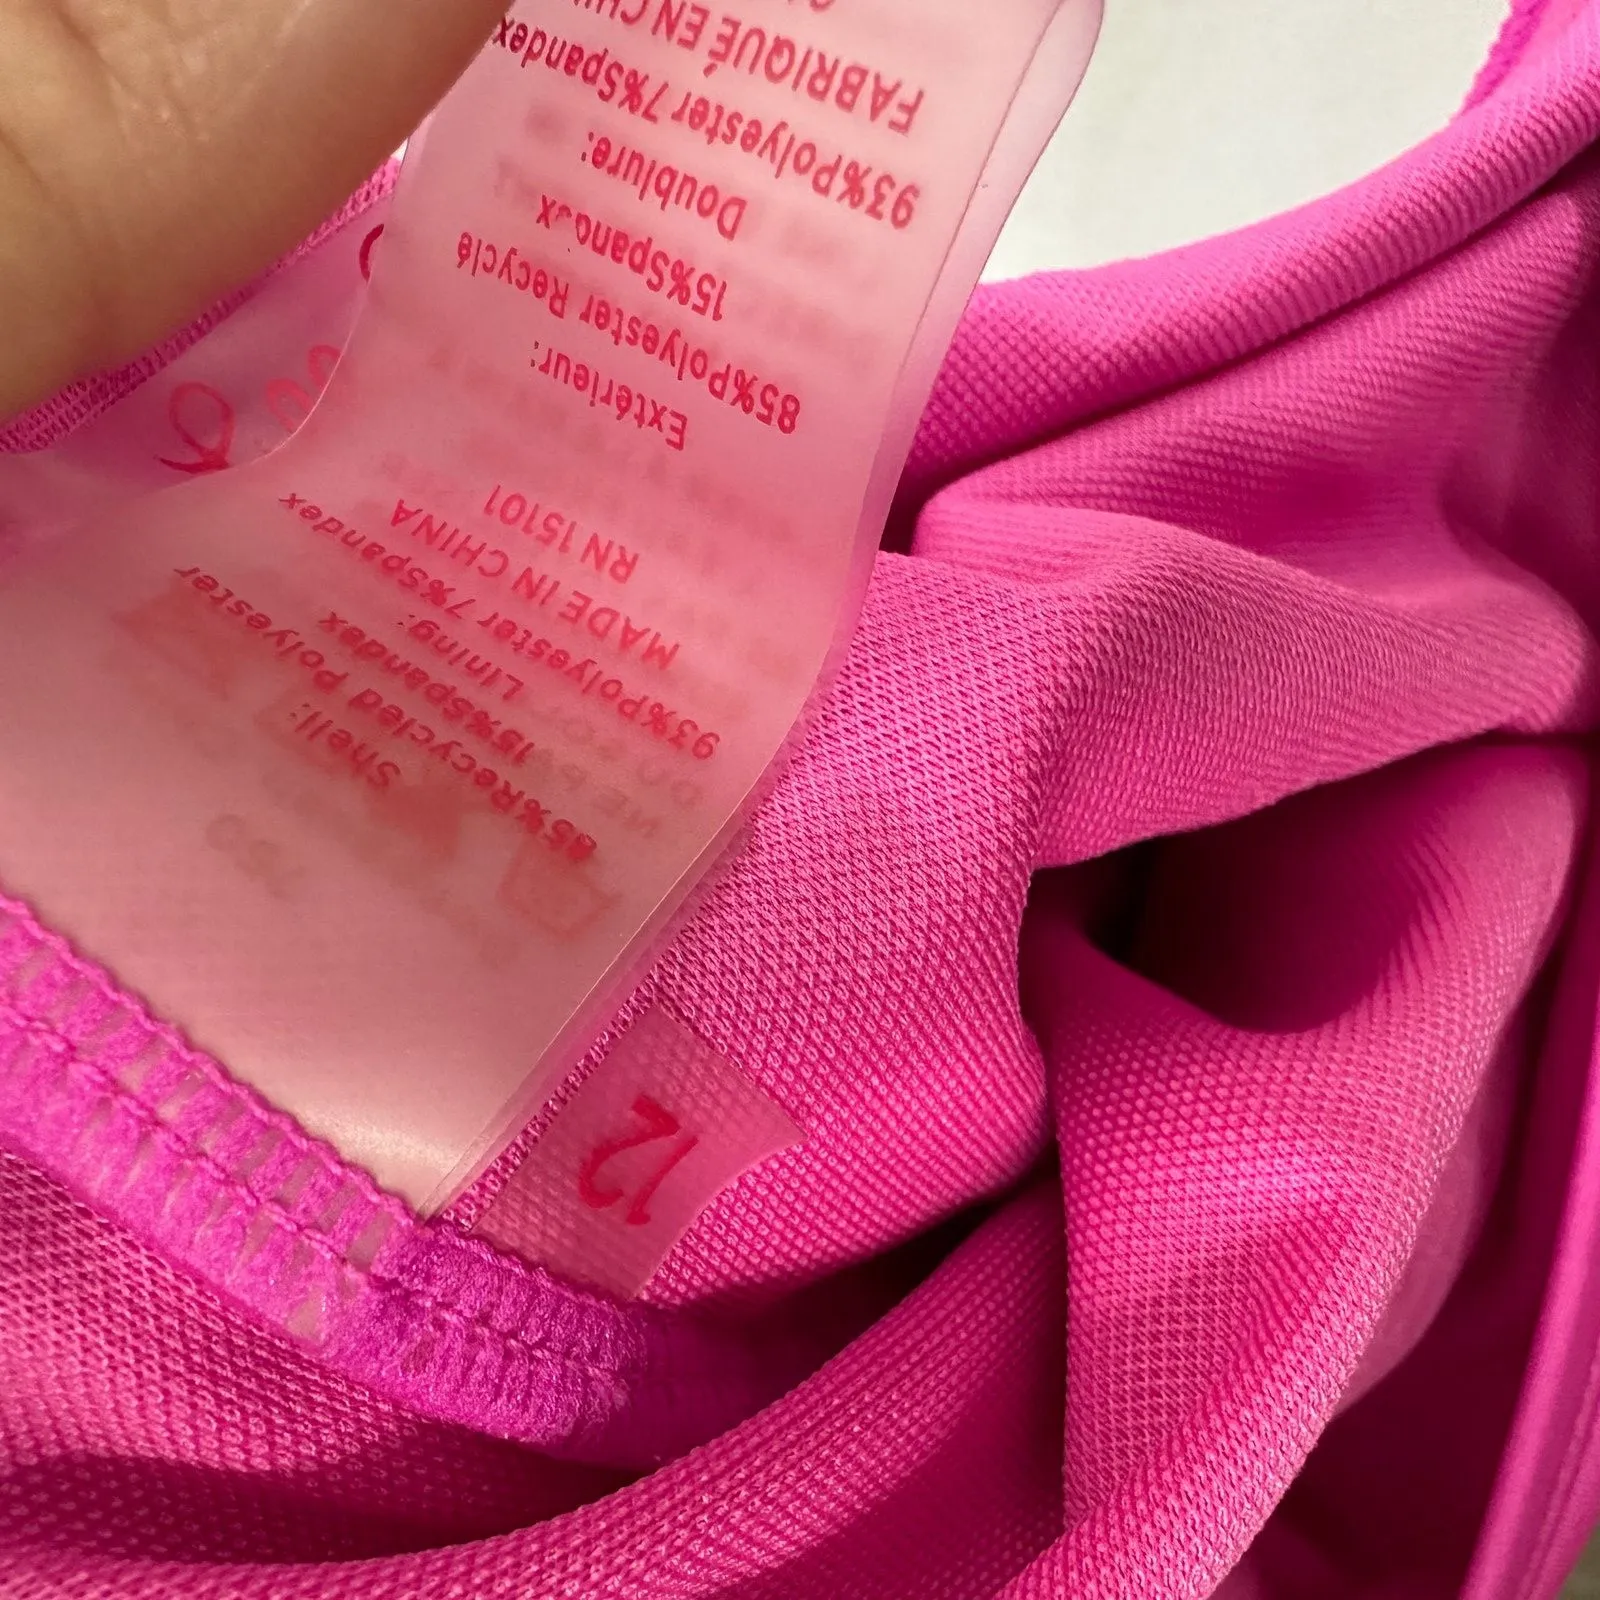 Shell:
85%Recycled Polyester
15%Spandex
Lining:
93%Polyester 7%Spandex
MADE IN CHINA
RN 15101
Extérieur:
85%Polyester Recyclé
15%Spandex
Doublure:
93%Polyester 7%Spandex
FABRIQUÉ EN
12